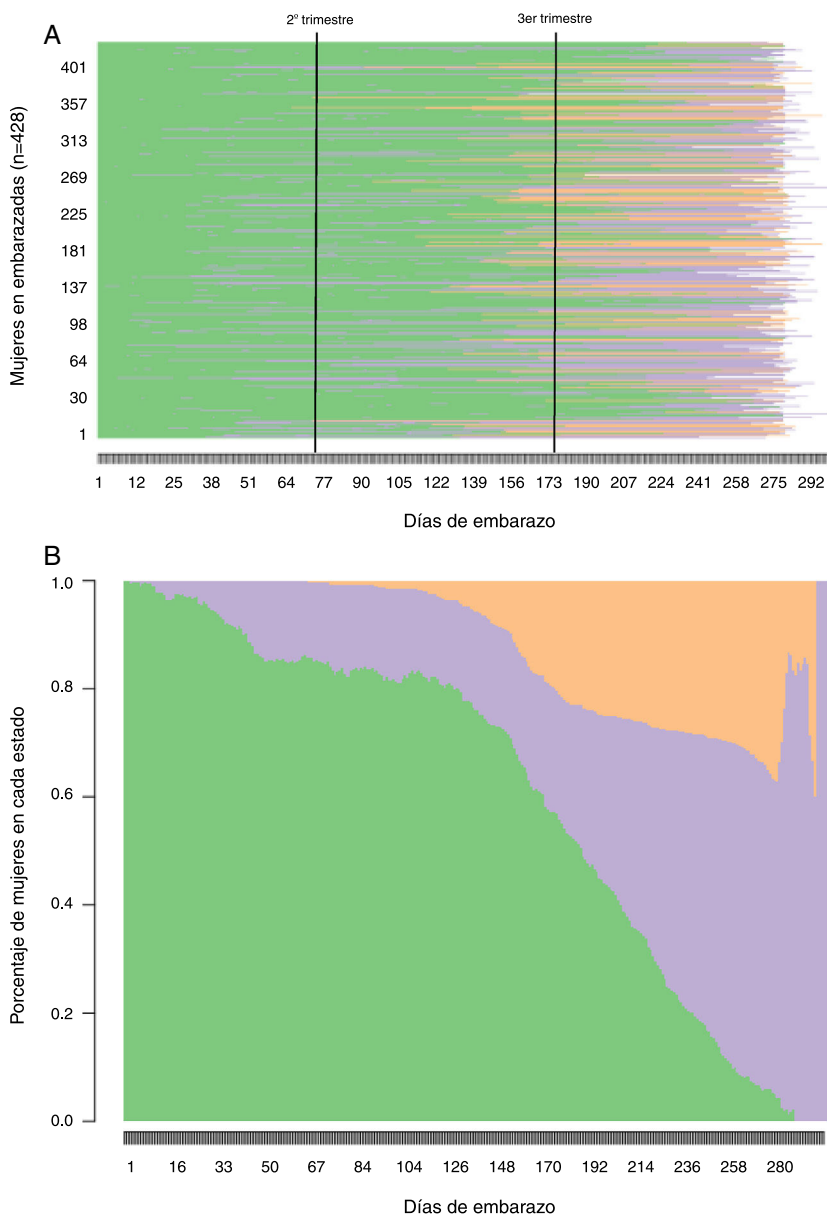 A
2º trimestre
3er trimestre
Mujeres en embarazadas (n=428)
401
357
313
269
225
181
137
98
64
30
1
1 12 25 38 51 64 77 90 105 122 139 156 173 190 207 224 241 258 275 292
Días de embarazo
B
Porcentaje de mujeres en cada estado
1.0
0.8
0.6
0.4
0.2
0.0
1 16 33 50 67 84 104 126 148 170 192 214 236 258 280
Días de embarazo